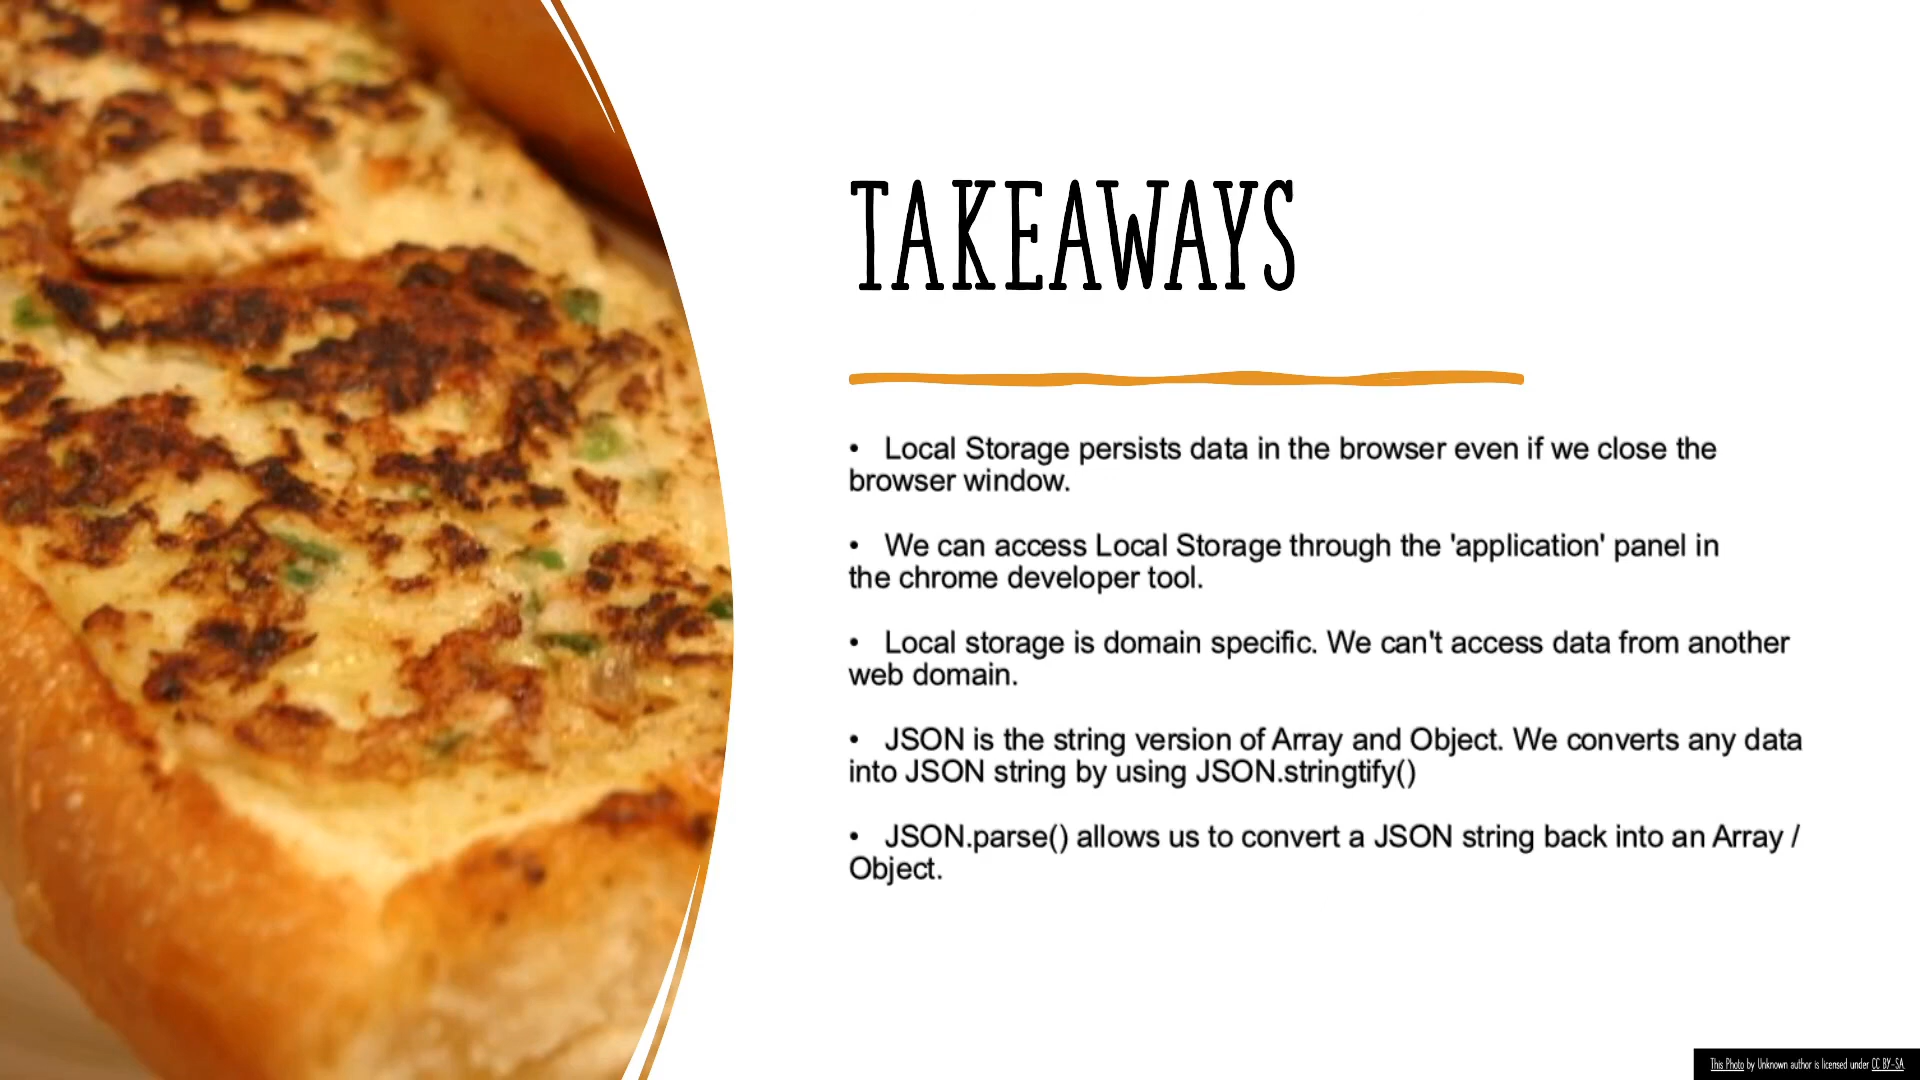 TAKEAWAYS
• Local Storage persists data in the browser even if we close the
browser window.
• We can access Local Storage through the 'application' panel in
the chrome developer tool.
• Local storage is domain specific. We can't access data from another
web domain.
• JSON is the string version of Array and Object. We converts any data
into JSON string by using JSON.stringtify()
• JSON.parse() allows us to convert a JSON string back into an Array /
Object.
This Photo by Unknown author is licensed under CC BY-SA.